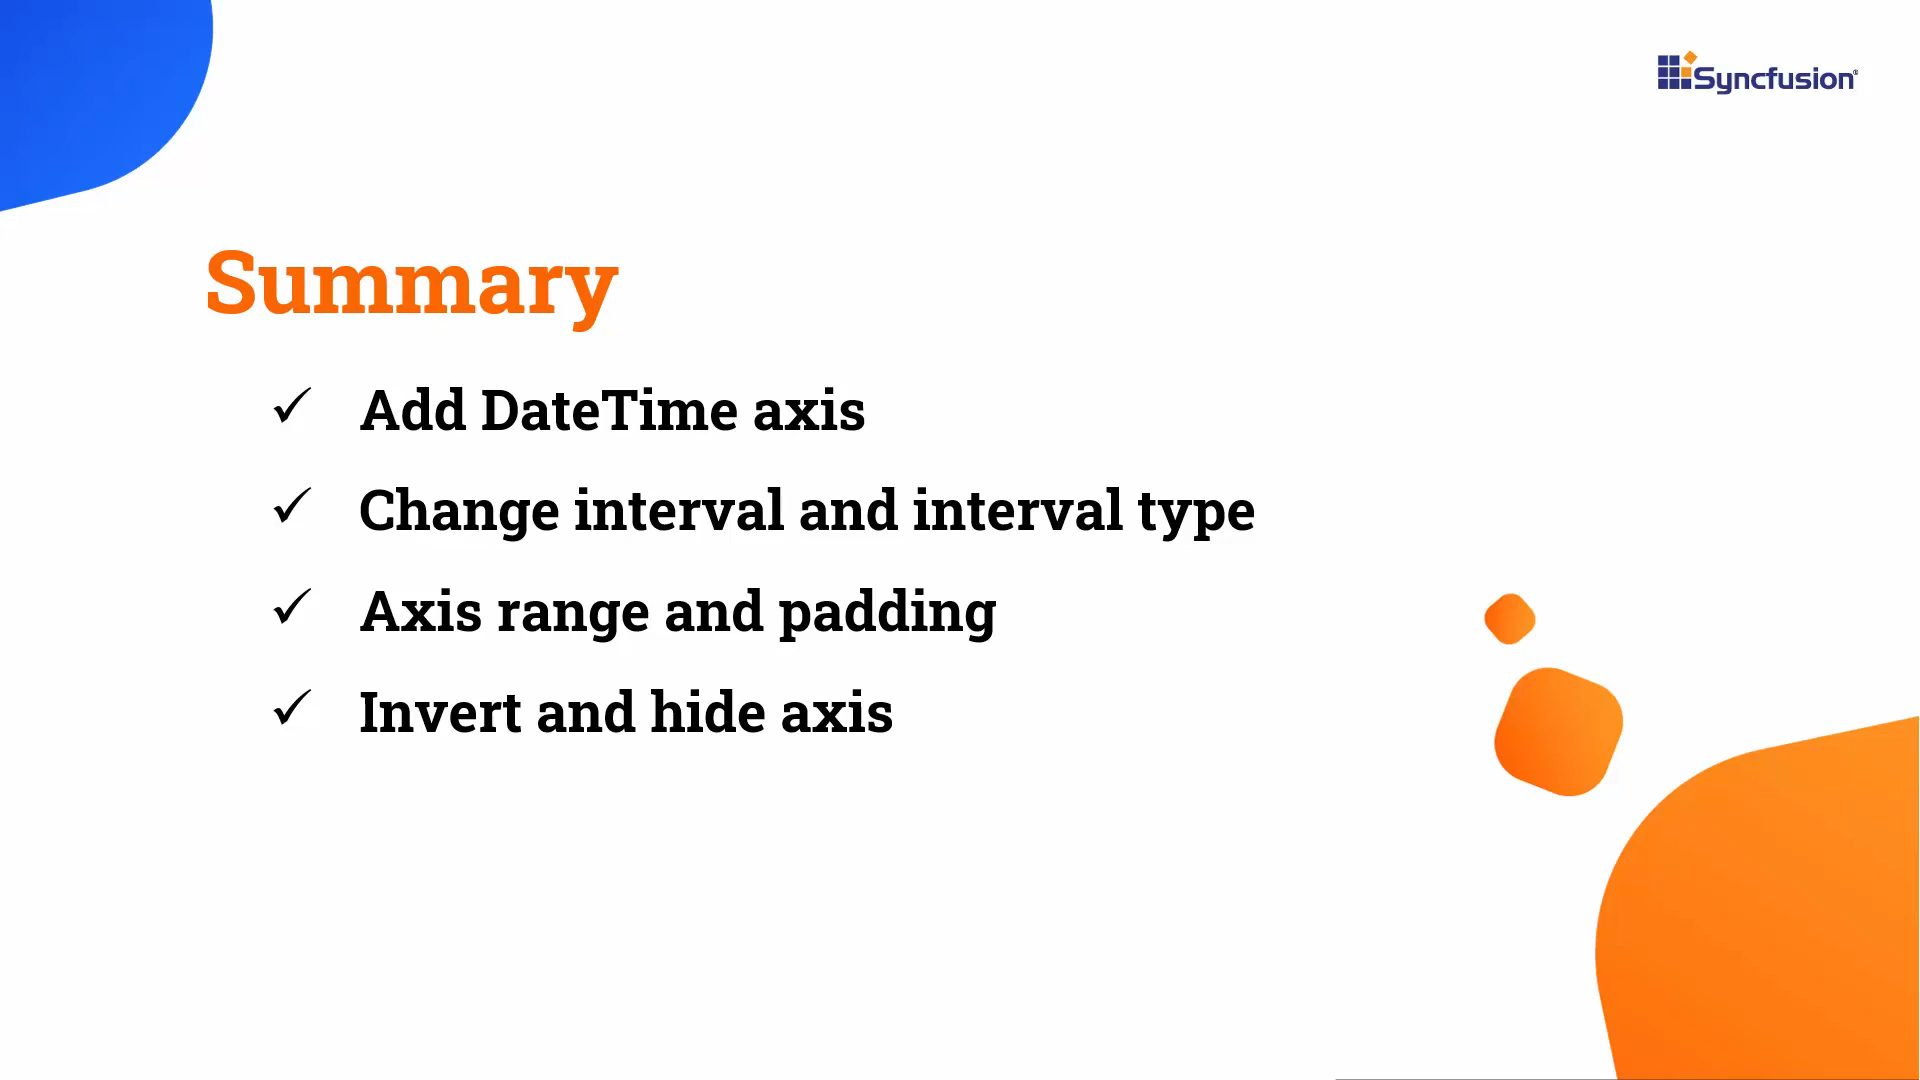 Syncfusion®
Summary
✓ Add DateTime axis
✓ Change interval and interval type
✓ Axis range and padding
✓ Invert and hide axis